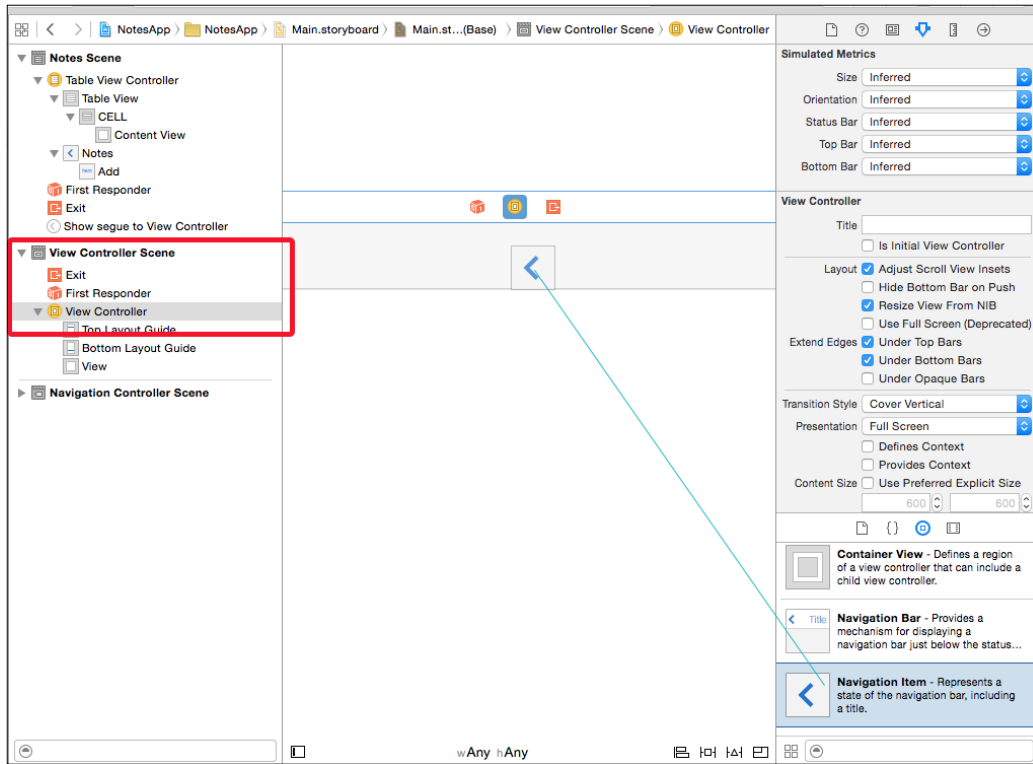 NotesApp NotesApp Main.storyboard Main.st...(Base) View Controller Scene View Controller
Notes Scene
Table View Controller
Table View
CELL
Content View
Notes
Add
First Responder
Exit
Show segue to View Controller
View Controller Scene
Exit
First Responder
View Controller
Top Layout Guide
Bottom Layout Guide
View
Navigation Controller Scene
wAny hAny
Simulated Metrics
Size Inferred
Orientation Inferred
Status Bar Inferred
Top Bar Inferred
Bottom Bar Inferred
View Controller
Title
Is Initial View Controller
Layout Adjust Scroll View Insets
Hide Bottom Bar on Push
Resize View From NIB
Use Full Screen (Deprecated)
Extend Edges Under Top Bars
Under Bottom Bars
Under Opaque Bars
Transition Style Cover Vertical
Presentation Full Screen
Defines Context
Provides Context
Content Size Use Preferred Explicit Size
600 600
{}
Container View - Defines a region
of a view controller that can include a
child view controller.
Title
Navigation Bar - Provides a
mechanism for displaying a
navigation bar just below the status...
Navigation Item - Represents a
state of the navigation bar, including
a title.